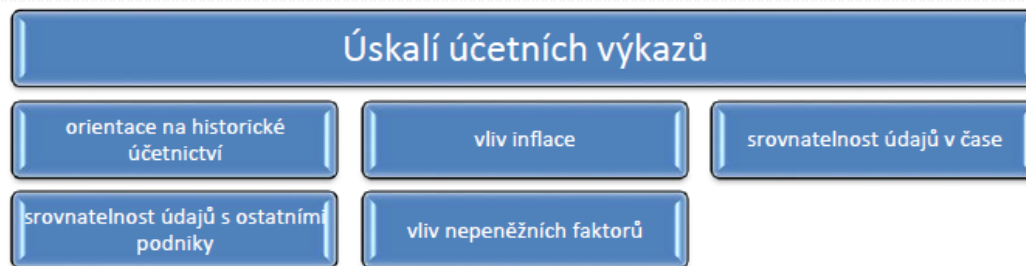 Úskalí účetních výkazů
orientace na historické
účetnictví
vliv inflace
srovnatelnost údajů v čase
srovnatelnost údajů s ostatními
podniky
vliv nepeněžních faktorů